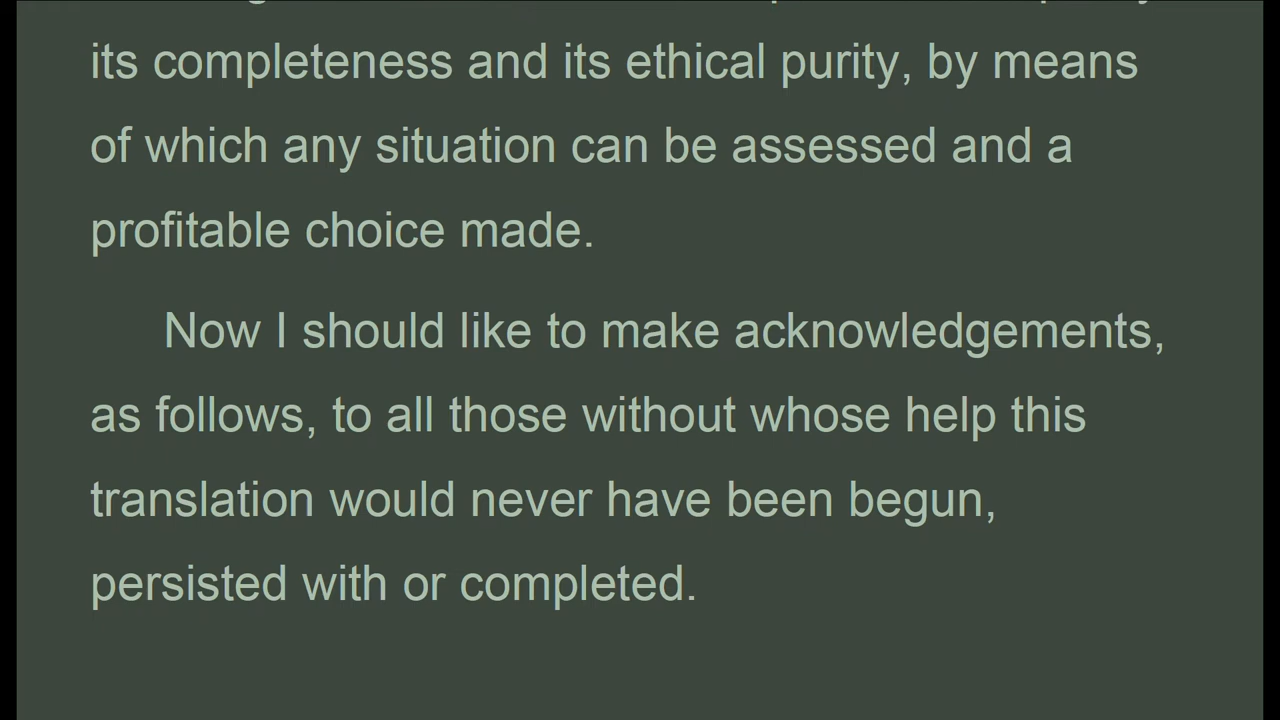 its completeness and its ethical purity, by means
of which any situation can be assessed and a
profitable choice made.
Now I should like to make acknowledgements,
as follows, to all those without whose help this
translation would never have been begun,
persisted with or completed.